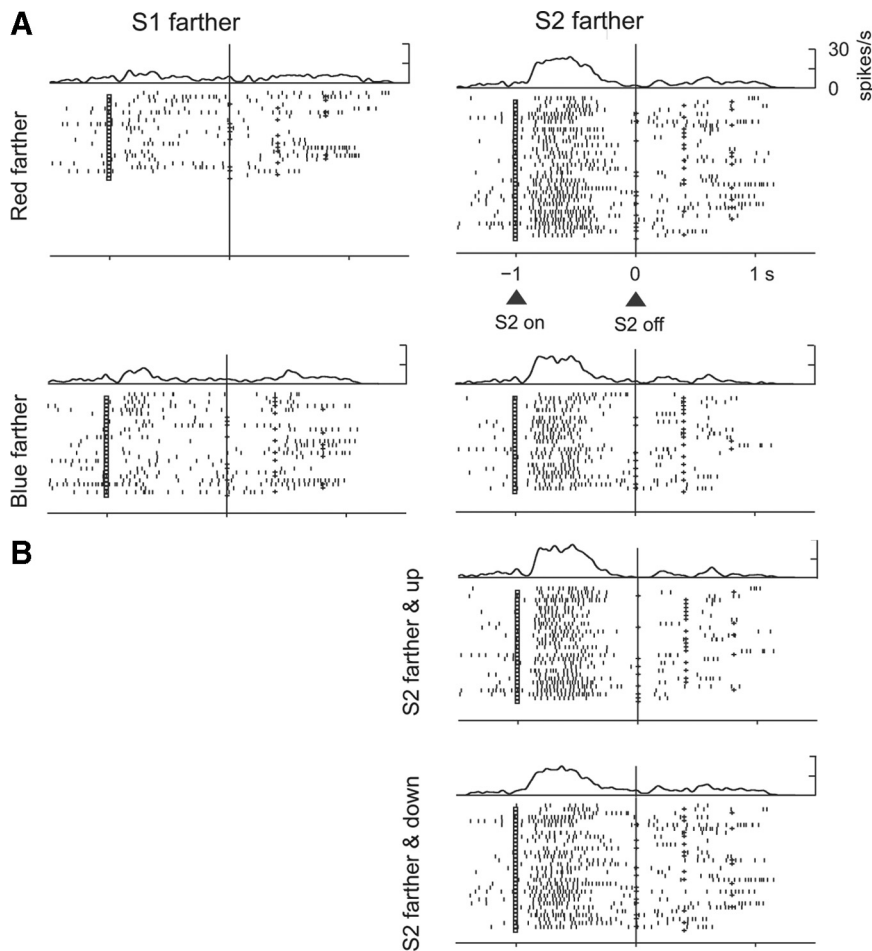 A
S1 farther
S2 farther
30
0
spikes/s
Red farther
−1
0
1 s
S2 on
S2 off
Blue farther
B
S2 farther & up
S2 farther & down